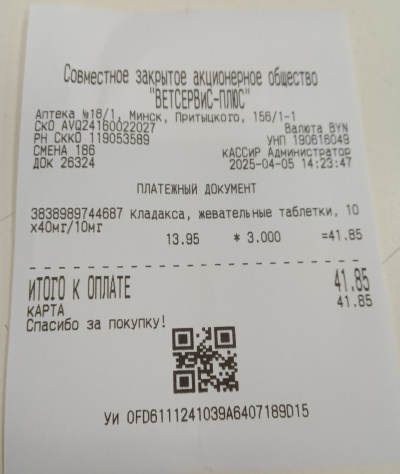 Совместное закрытое акционерное общество
"ВЕТСЕРВИС-ПЛЮС"
Аптека №18/1, Минск, Притыцкого, 156/1-1
СКО AVQ24160022027 Валюта BYN
РН СККО 119053589 УНП 190616049
СМЕНА 186 КАССИР Администратор
ДОК 26324 2025-04-05 14:23:47
ПЛАТЕЖНЫЙ ДОКУМЕНТ
3838989744687 Кладакса, жевательные таблетки, 10
х40мг/10мг
13.95 * 3.000 =41.85
ИТОГО К ОПЛАТЕ 41.85
КАРТА 41.85
Спасибо за покупку!
УИ 0FD6111241039A6407189D15